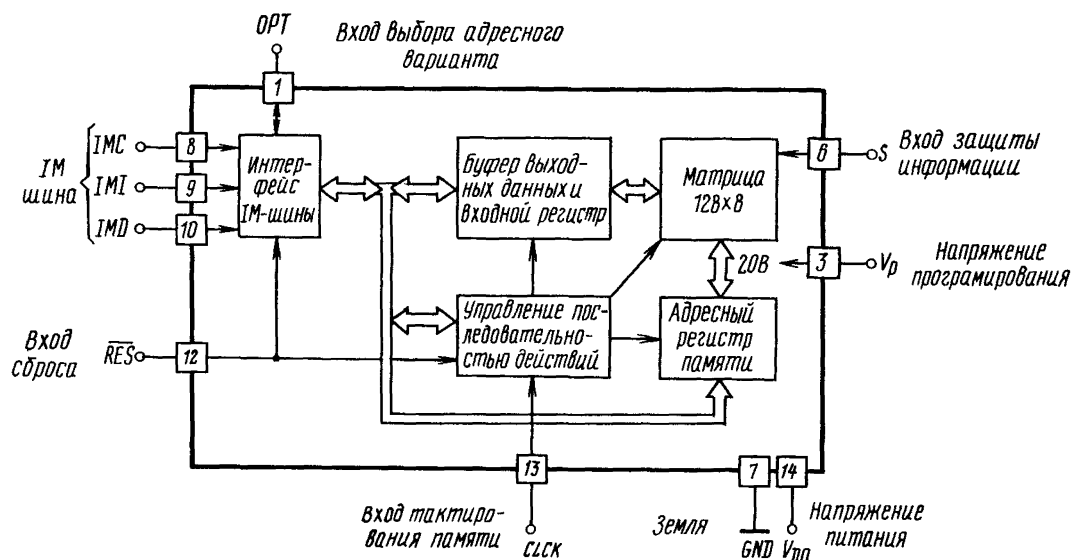 OPT
Вход выбора адресного
варианта
1
IM
шина
IMC
8
IMI
9
IMD
10
Интер-
фейс
IM-шины
Буфер выход-
ных данных и
входной регистр
Матрица
128×8
6
S
Вход защиты
информации
20В
3
Vp
Напряжение
програмирования
Управление пос-
ледовательно-
стью действий
Адресный
регистр
памяти
Вход
сброса
RES
12
13
7
14
Вход тактиро-
вания памяти
CLCK
Земля
GND
Напряжение
питания